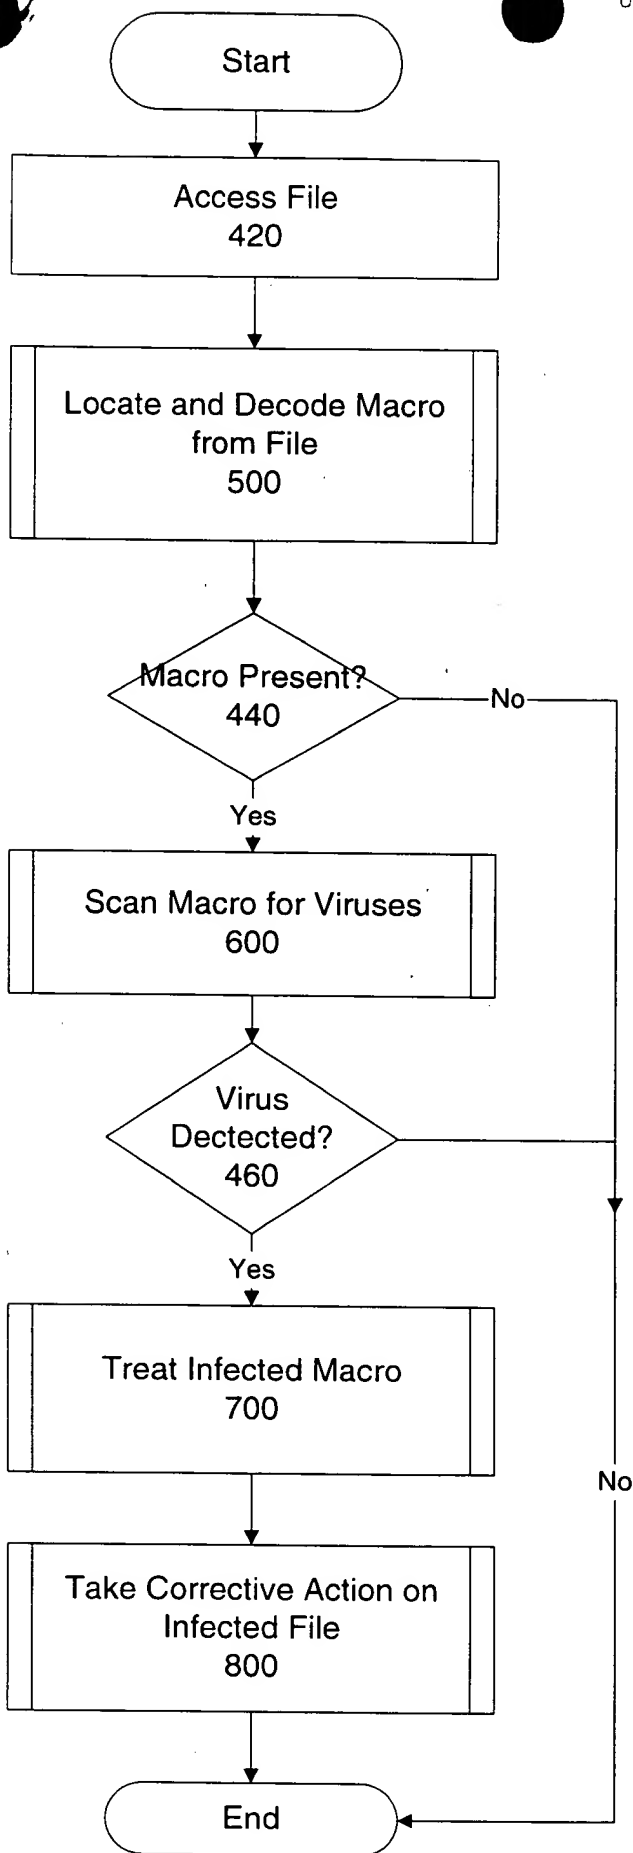 Start
Access File
420
Locate and Decode Macro
from File
500
Macro Present?
440
No
Yes
Scan Macro for Viruses
600
Virus
Dectected?
460
Yes
Treat Infected Macro
700
No
Take Corrective Action on
Infected File
800
End